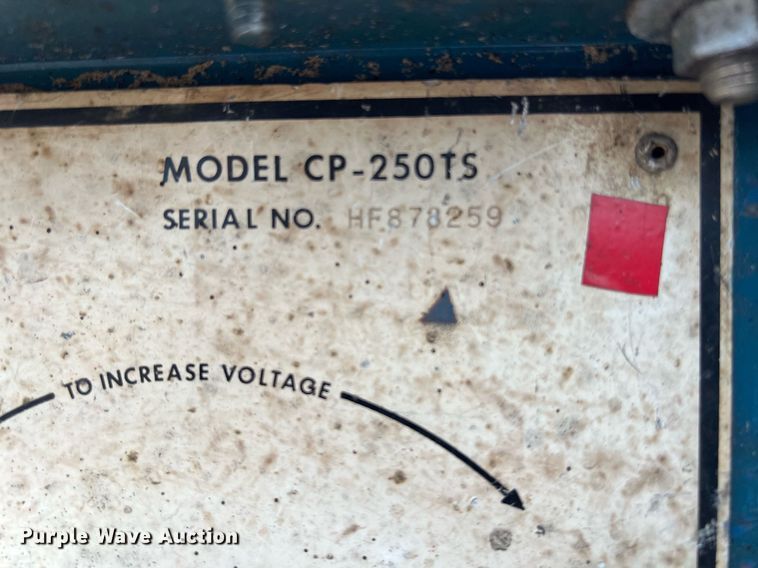 MODEL CP-250TS
SERIAL NO. HF878259
TO INCREASE VOLTAGE
Purple Wave Auction